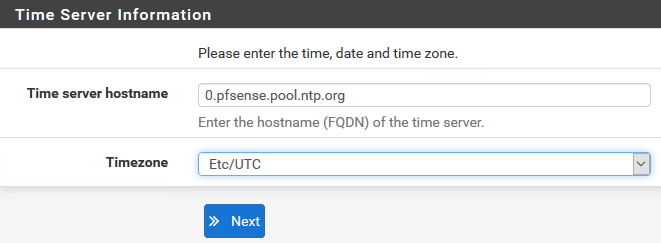 Time Server Information
Please enter the time, date and time zone.
Time server hostname 0.pfsense.pool.ntp.org
Enter the hostname (FQDN) of the time server.
Timezone Etc/UTC
Next